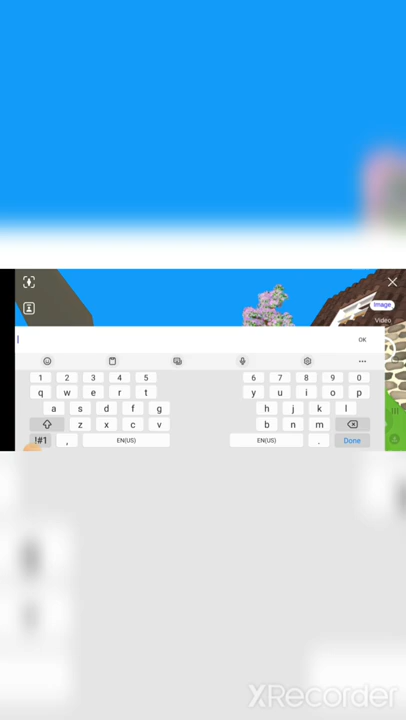 Image
Video
OK
1 2 3 4 5 6 7 8 9 0
q w e r t y u i o p
a s d f g h j k l
z x c v b n m
!#1 , EN(US) EN(US) . Done
XRecorder